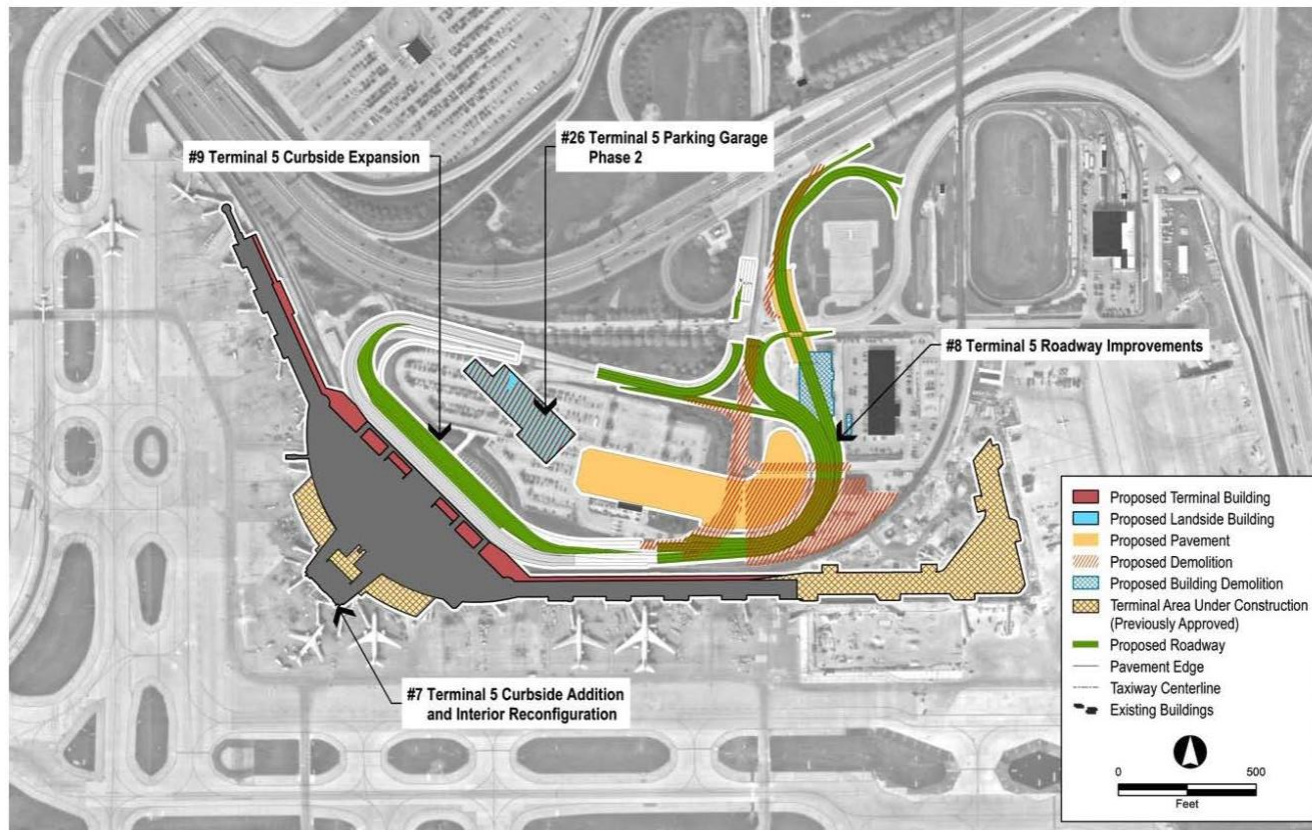 #26 Terminal 5 Parking Garage
Phase 2
#9 Terminal 5 Curbside Expansion
#8 Terminal 5 Roadway Improvements
#7 Terminal 5 Curbside Addition
and Interior Reconfiguration
Proposed Terminal Building
Proposed Landside Building
Proposed Pavement
Proposed Demolition
Proposed Building Demolition
Terminal Area Under Construction
(Previously Approved)
Proposed Roadway
Pavement Edge
Taxiway Centerline
Existing Buildings
0 500
Feet